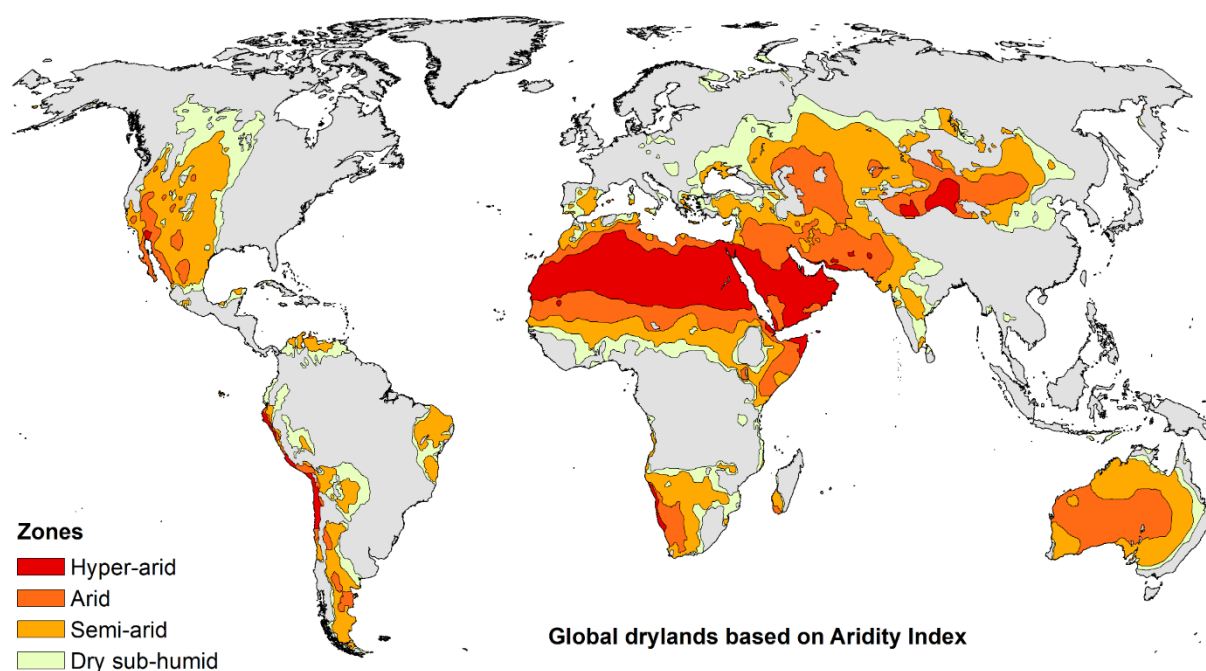 Zones
Hyper-arid
Arid
Semi-arid
Dry sub-humid
Global drylands based on Aridity Index